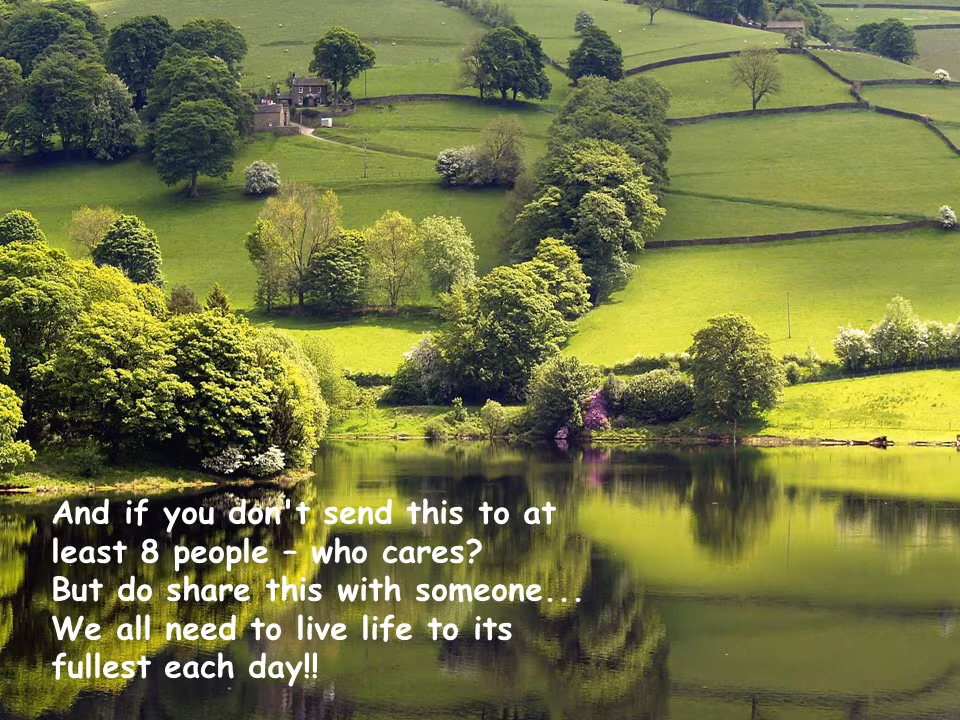 And if you don't send this to at
least 8 people – who cares?
But do share this with someone...
We all need to live life to its
fullest each day!!